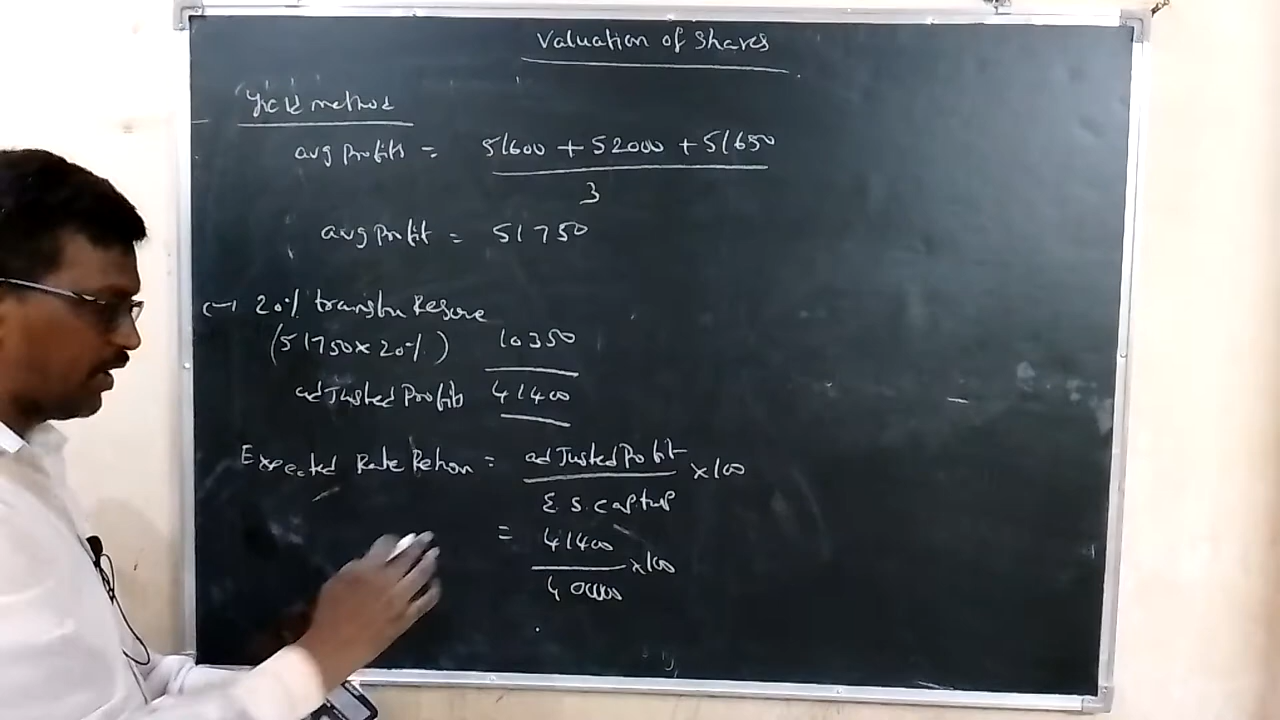 Valuation of Shares
Yield method
avg Profits = 51600 + 52000 + 51650
3
avg Profit = 51750
(-) 20% transfer Reserve
(51750 x 20%) 10350
adJusted Profits 41400
Expected Rate Return = adJusted Profit x 100
E. S. Capital
= 41400 x 100
400000